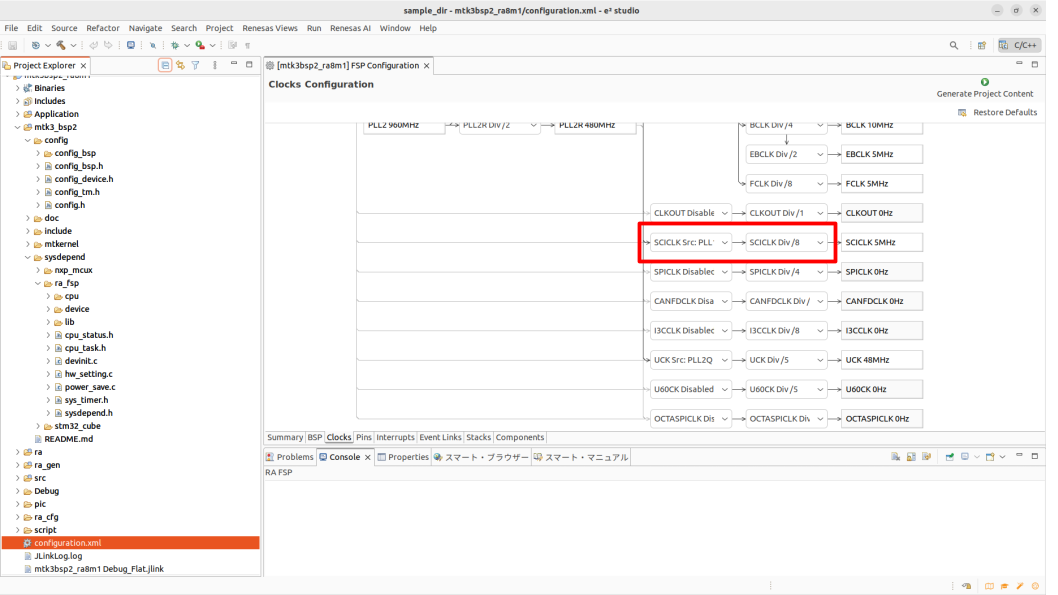 sample_dir - mtk3bsp2_ra8m1/configuration.xml - e² studio
File Edit Source Refactor Navigate Search Project Renesas Views Run Renesas AI Window Help
C/C++
Project Explorer
[mtk3bsp2_ra8m1] FSP Configuration
mtk3bsp2_ra8m1
Binaries
Includes
Application
mtk3_bsp2
config
config_bsp
config_bsp.h
config_device.h
config_tm.h
config.h
doc
include
mtkernel
sysdepend
nxp_mcux
ra_fsp
cpu
device
lib
cpu_status.h
cpu_task.h
devinit.c
hw_setting.c
power_save.c
sys_timer.h
sysdepend.h
stm32_cube
README.md
ra
ra_gen
src
Debug
pic
ra_cfg
script
configuration.xml
JLinkLog.log
mtk3bsp2_ra8m1 Debug_Flat.jlink
Clocks Configuration
Generate Project Content
Restore Defaults
PLL2 960MHz PLL2R Div /2 PLL2R 480MHz BCLK Div /4 BCLK 10MHz
EBCLK Div /2 EBCLK 5MHz
FCLK Div /8 FCLK 5MHz
CLKOUT Disable CLKOUT Div /1 CLKOUT 0Hz
SCICLK Src: PLL SCICLK Div /8 SCICLK 5MHz
SPICLK Disablec SPICLK Div /4 SPICLK 0Hz
CANFDCLK Disa CANFDCLK Div / CANFDCLK 0Hz
I3CCLK Disablec I3CCLK Div /8 I3CCLK 0Hz
UCK Src: PLL2Q UCK Div /5 UCK 48MHz
U60CK Disabled U60CK Div /5 U60CK 0Hz
OCTASPICLK Dis OCTASPICLK Div OCTASPICLK 0Hz
Summary BSP Clocks Pins Interrupts Event Links Stacks Components
Problems Console Properties スマート・ブラウザー スマート・マニュアル
RA FSP